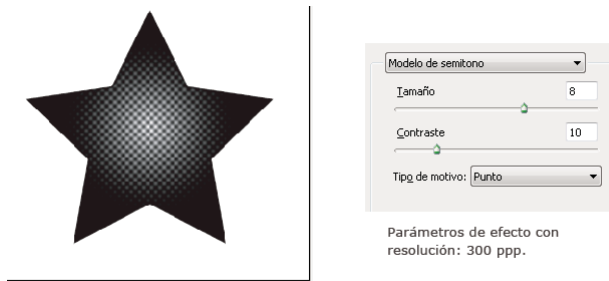 Modelo de semitono
Tamaño 8
Contraste 10
Tipo de motivo: Punto
Parámetros de efecto con
resolución: 300 ppp.